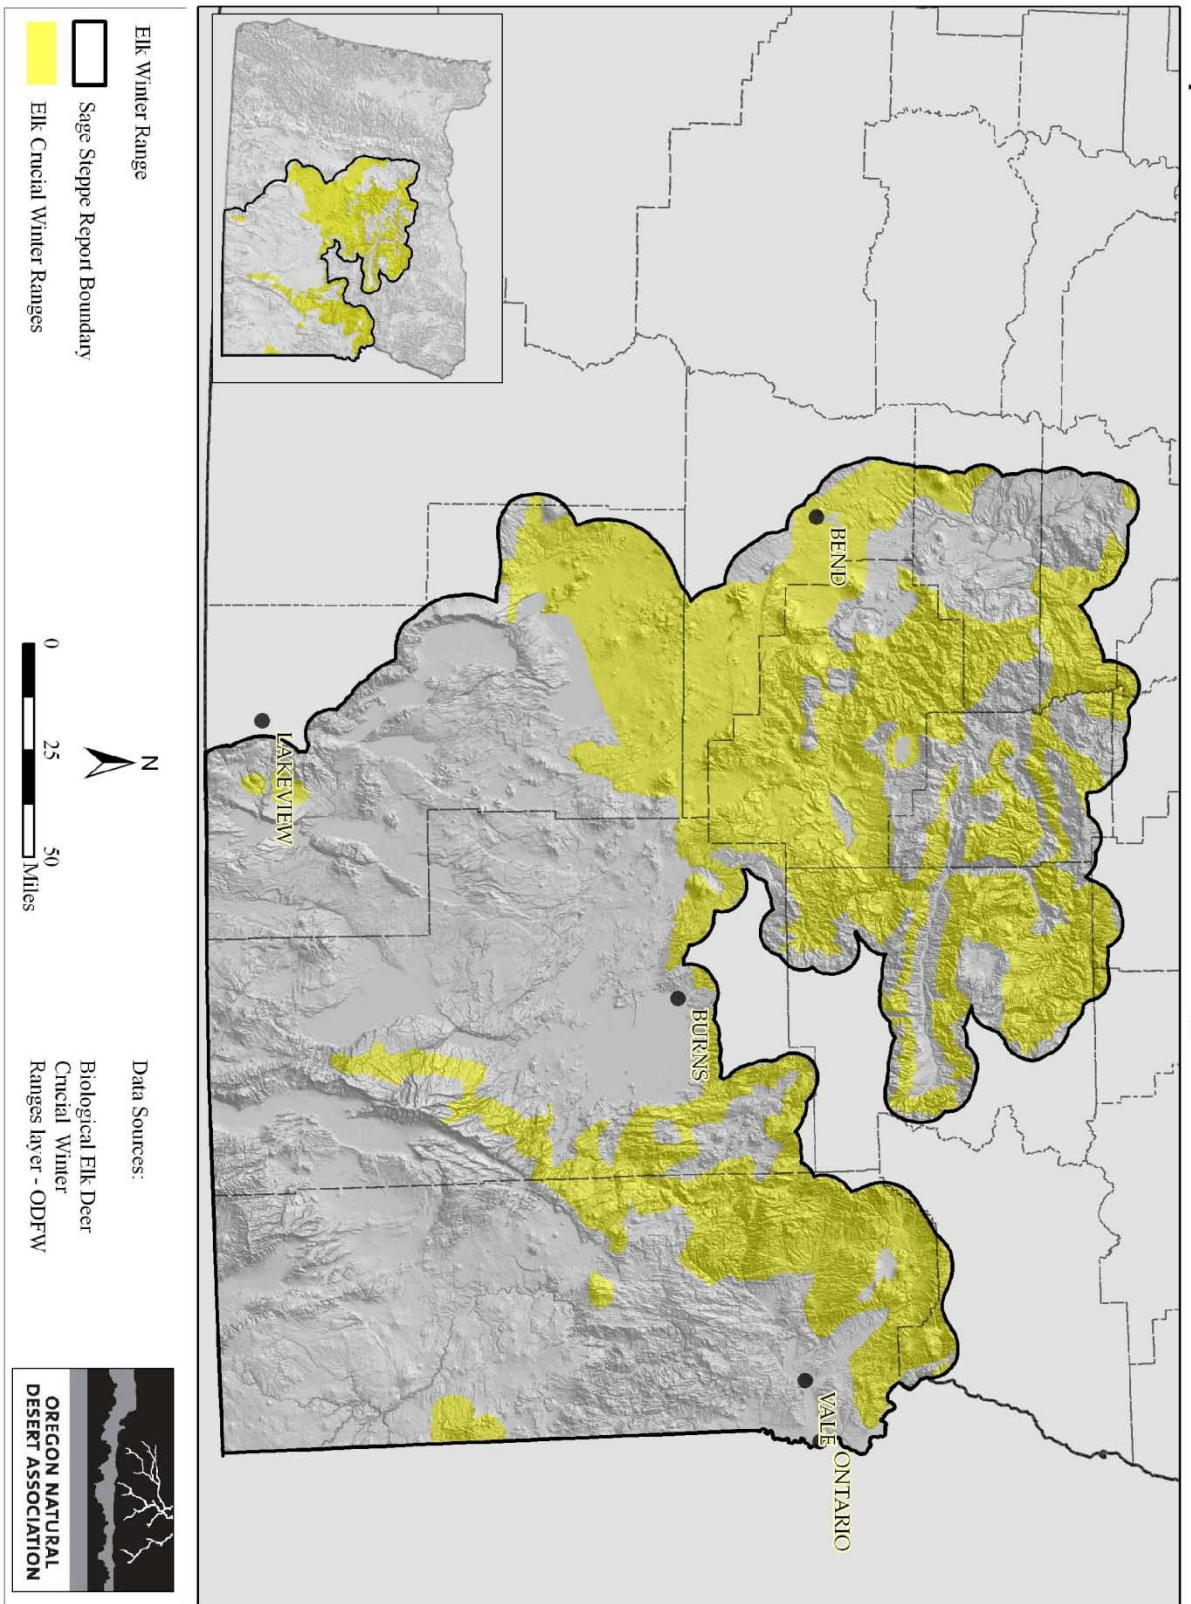 BEND
BURNS
VALE
ONTARIO
LAKEVIEW
Elk Winter Range
Sage Steppe Report Boundary
Elk Crucial Winter Ranges
N
0
25
50
Miles
Data Sources:
Biological Elk Deer
Crucial Winter
Ranges layer - ODFW
OREGON NATURAL
DESERT ASSOCIATION